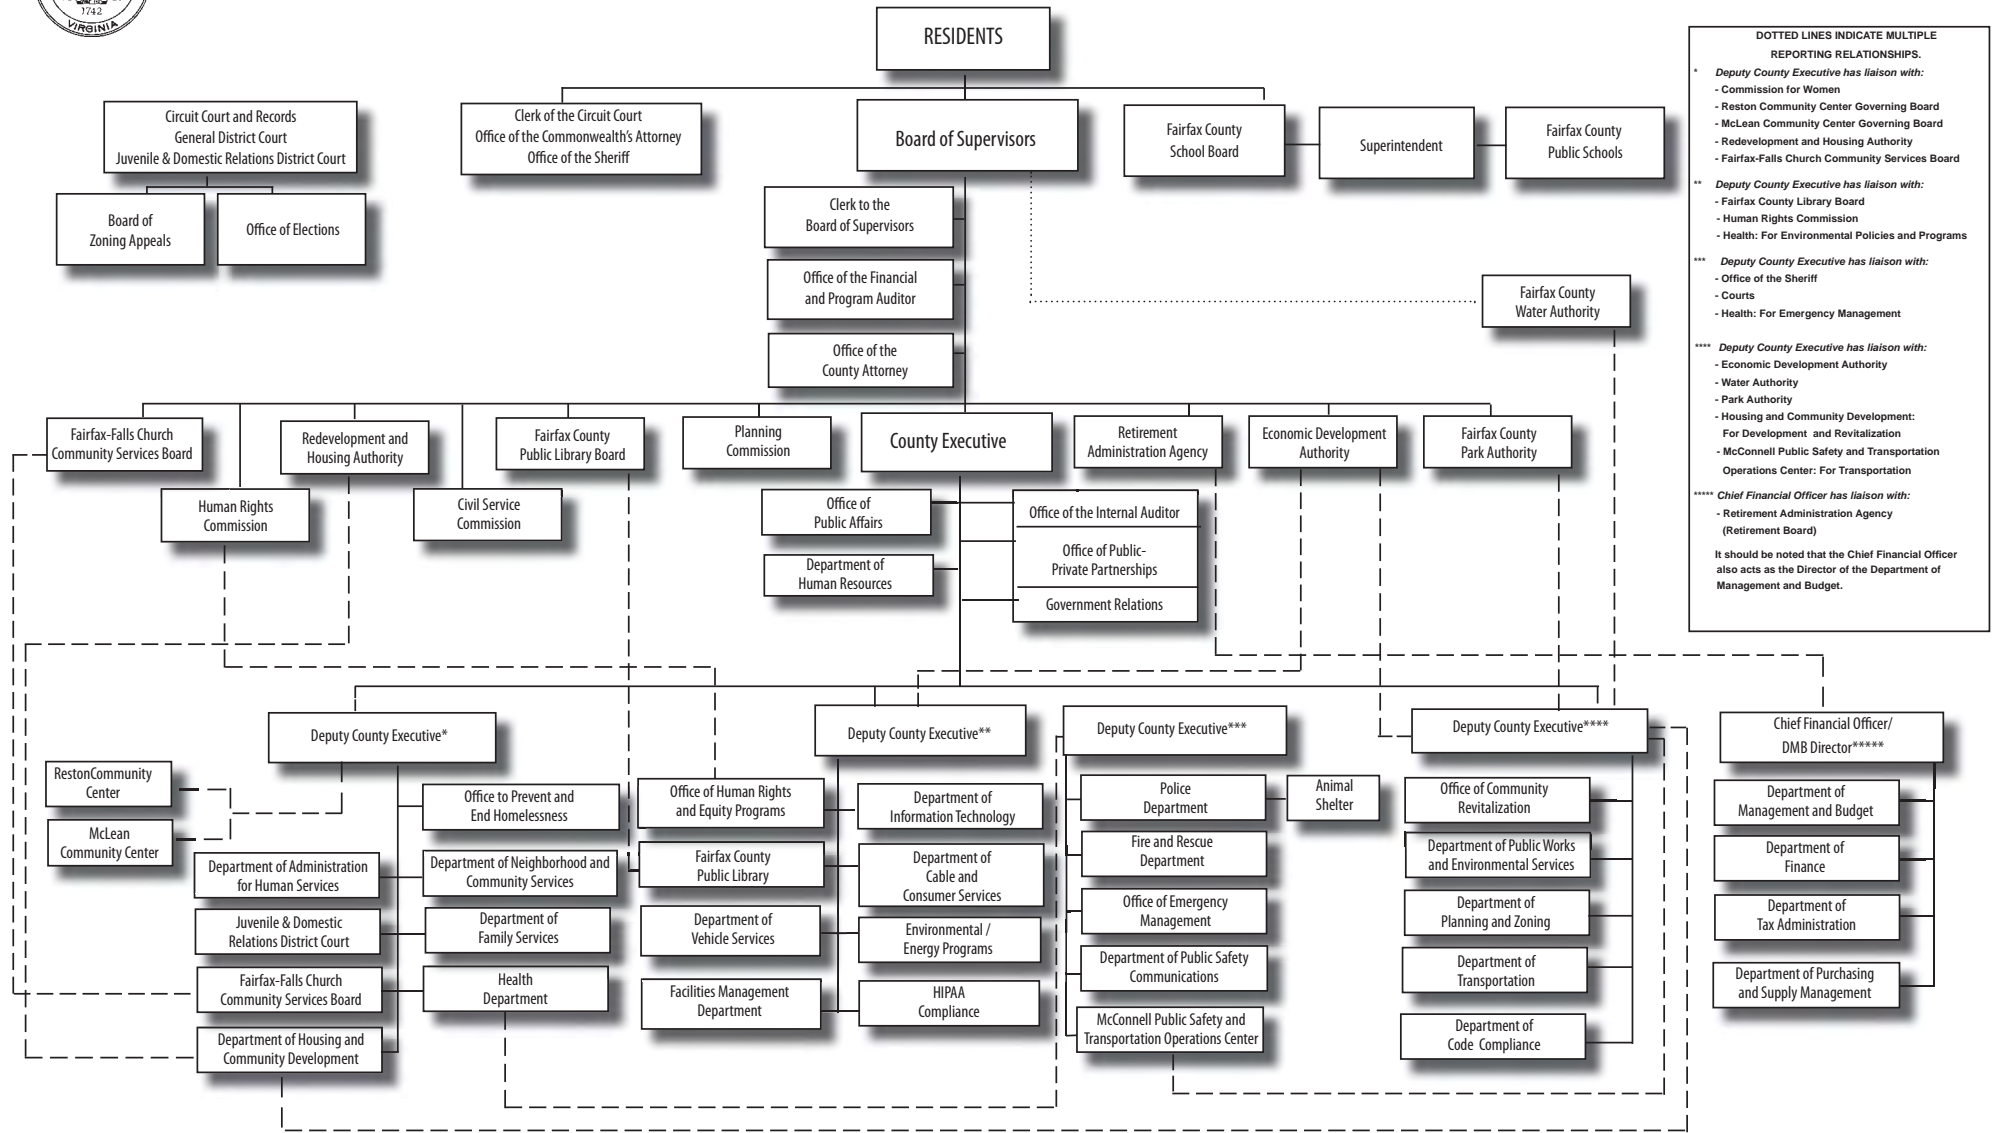 1742
VIRGINIA
RESIDENTS
Circuit Court and Records
General District Court
Juvenile & Domestic Relations District Court
Board of
Zoning Appeals
Office of Elections
Clerk of the Circuit Court
Office of the Commonwealth's Attorney
Office of the Sheriff
Board of Supervisors
Fairfax County
School Board
Superintendent
Fairfax County
Public Schools
Clerk to the
Board of Supervisors
Office of the Financial
and Program Auditor
Office of the
County Attorney
Fairfax County
Water Authority
Fairfax-Falls Church
Community Services Board
Human Rights
Commission
Redevelopment and
Housing Authority
Civil Service
Commission
Fairfax County
Public Library Board
Planning
Commission
County Executive
Retirement
Administration Agency
Economic Development
Authority
Fairfax County
Park Authority
Office of
Public Affairs
Department of
Human Resources
Office of the Internal Auditor
Office of Public-
Private Partnerships
Government Relations
Deputy County Executive*
RestonCommunity
Center
McLean
Community Center
Office to Prevent and
End Homelessness
Department of Administration
for Human Services
Department of Neighborhood and
Community Services
Juvenile & Domestic
Relations District Court
Department of
Family Services
Fairfax-Falls Church
Community Services Board
Health
Department
Department of Housing and
Community Development
Deputy County Executive**
Office of Human Rights
and Equity Programs
Department of
Information Technology
Fairfax County
Public Library
Department of
Cable and
Consumer Services
Department of
Vehicle Services
Environmental /
Energy Programs
Facilities Management
Department
HIPAA
Compliance
Deputy County Executive***
Police
Department
Animal
Shelter
Fire and Rescue
Department
Office of Emergency
Management
Department of Public Safety
Communications
McConnell Public Safety and
Transportation Operations Center
Deputy County Executive****
Office of Community
Revitalization
Department of Public Works
and Environmental Services
Department of
Planning and Zoning
Department of
Transportation
Department of
Code Compliance
Chief Financial Officer/
DMB Director*****
Department of
Management and Budget
Department of
Finance
Department of
Tax Administration
Department of Purchasing
and Supply Management
DOTTED LINES INDICATE MULTIPLE
REPORTING RELATIONSHIPS.
* Deputy County Executive has liaison with:
- Commission for Women
- Reston Community Center Governing Board
- McLean Community Center Governing Board
- Redevelopment and Housing Authority
- Fairfax-Falls Church Community Services Board
** Deputy County Executive has liaison with:
- Fairfax County Library Board
- Human Rights Commission
- Health: For Environmental Policies and Programs
*** Deputy County Executive has liaison with:
- Office of the Sheriff
- Courts
- Health: For Emergency Management
**** Deputy County Executive has liaison with:
- Economic Development Authority
- Water Authority
- Park Authority
- Housing and Community Development:
For Development and Revitalization
- McConnell Public Safety and Transportation
Operations Center: For Transportation
***** Chief Financial Officer has liaison with:
- Retirement Administration Agency
(Retirement Board)
It should be noted that the Chief Financial Officer
also acts as the Director of the Department of
Management and Budget.